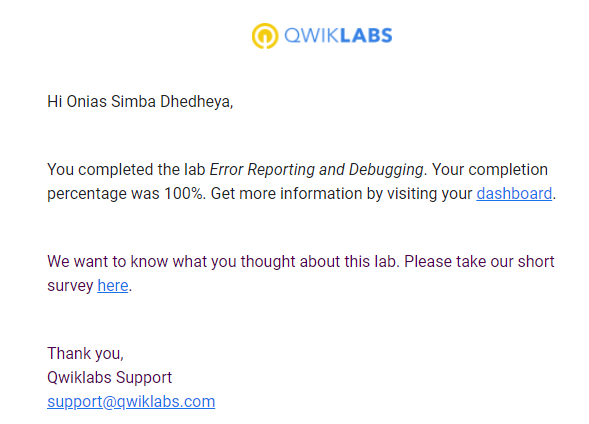 QWIKLABS
Hi Onias Simba Dhedheya,
You completed the lab Error Reporting and Debugging. Your completion
percentage was 100%. Get more information by visiting your dashboard.
We want to know what you thought about this lab. Please take our short
survey here.
Thank you,
Qwiklabs Support
support@qwiklabs.com